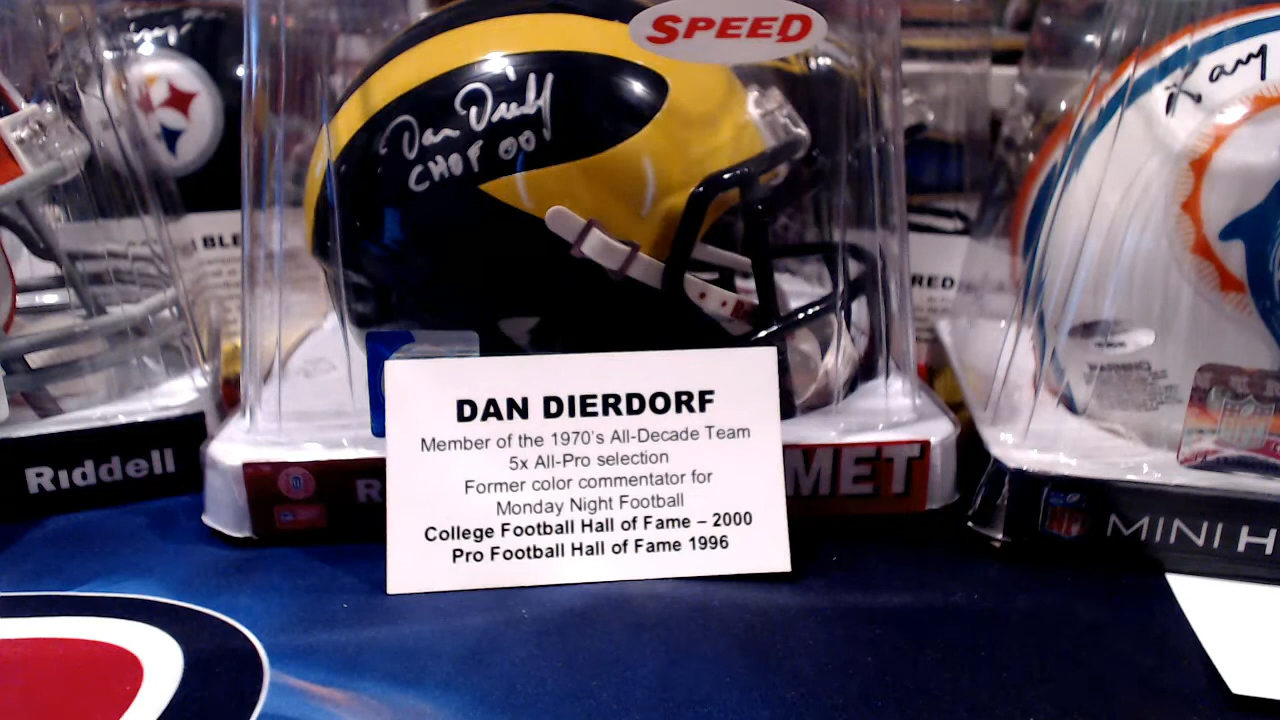 SPEED
Dan Dierdorf
CHOF 00
DAN DIERDORF
Member of the 1970's All-Decade Team
5x All-Pro selection
Former color commentator for
Monday Night Football
College Football Hall of Fame – 2000
Pro Football Hall of Fame 1996
Riddell
R
MET
BLE
RED
NFL
MINI H